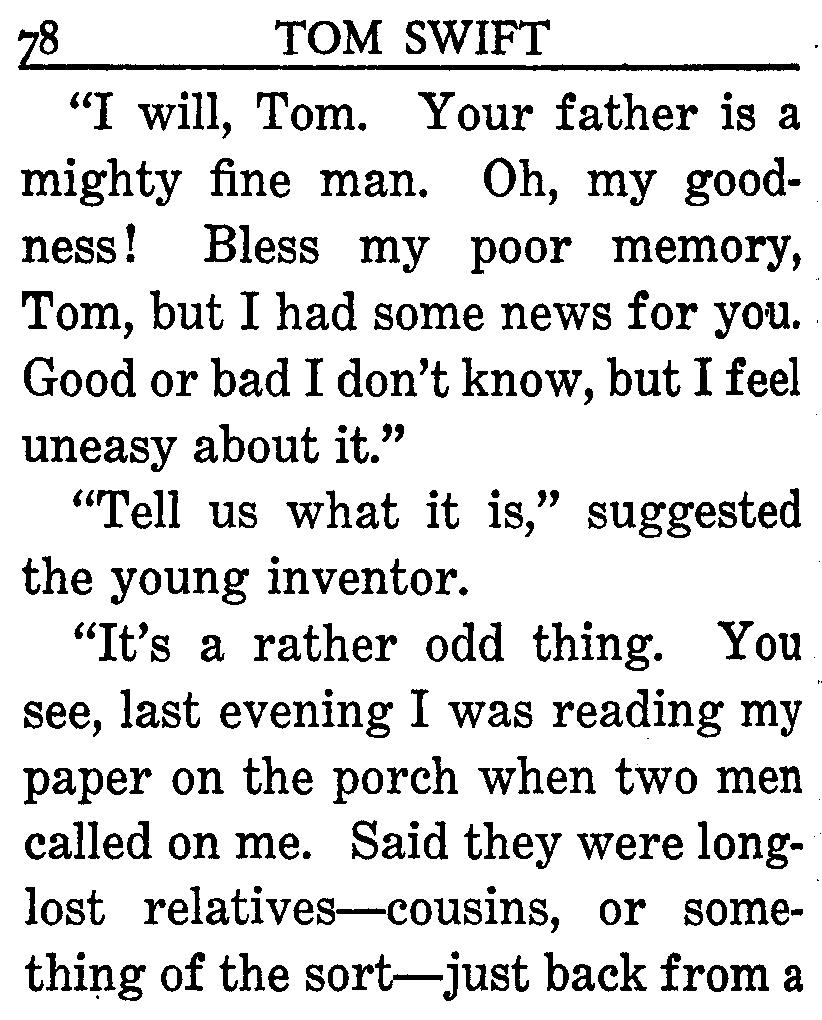 78 TOM SWIFT
“I will, Tom. Your father is a
mighty fine man. Oh, my good-
ness! Bless my poor memory,
Tom, but I had some news for you.
Good or bad I don’t know, but I feel
uneasy about it.”
“Tell us what it is,” suggested
the young inventor.
“It’s a rather odd thing. You
see, last evening I was reading my
paper on the porch when two men
called on me. Said they were long-
lost relatives—cousins, or some-
thing of the sort—just back from a